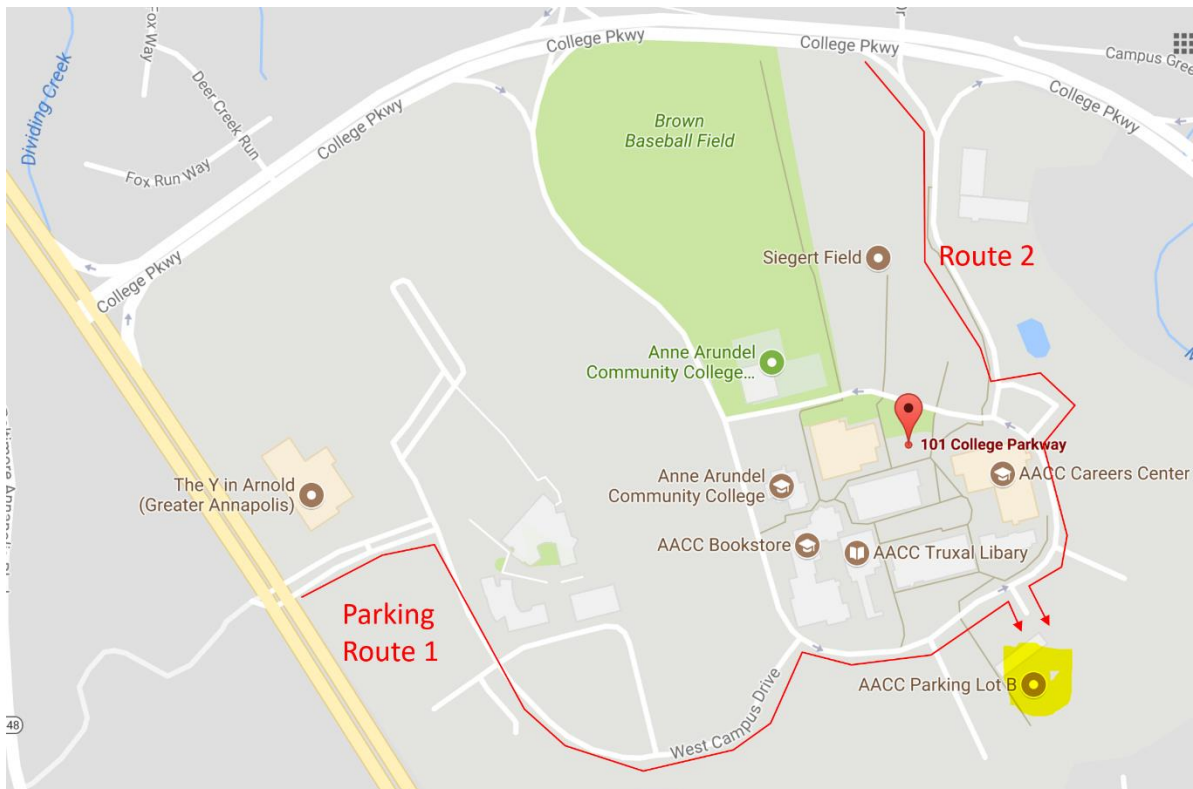 Fox Way
Dividing Creek
Deer Creek Run
Fox Run Way
College Pkwy
College Pkwy
College Pkwy
College Pkwy
College Pkwy
Campus Gree
Brown
Baseball Field
Siegert Field
Route 2
Anne Arundel
Community College...
101 College Parkway
The Y in Arnold
(Greater Annapolis)
Anne Arundel
Community College
AACC Careers Center
AACC Bookstore
AACC Truxal Libary
Parking
Route 1
AACC Parking Lot B
West Campus Drive
48